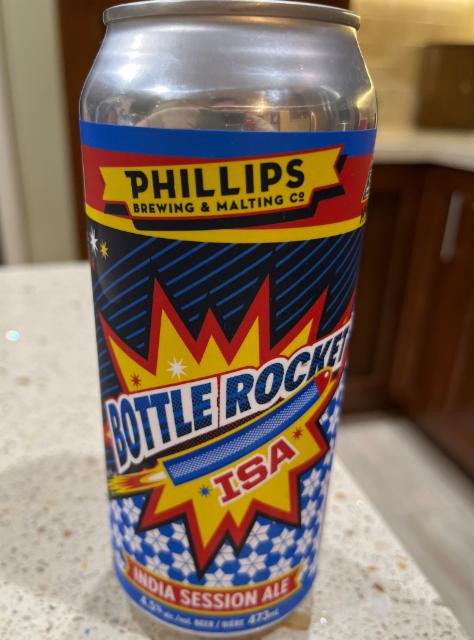 PHILLIPS
BREWING & MALTING Cº
BOTTLE ROCKET
ISA
INDIA SESSION ALE
4.5% alc./vol. BEER / BIÈRE 473ml